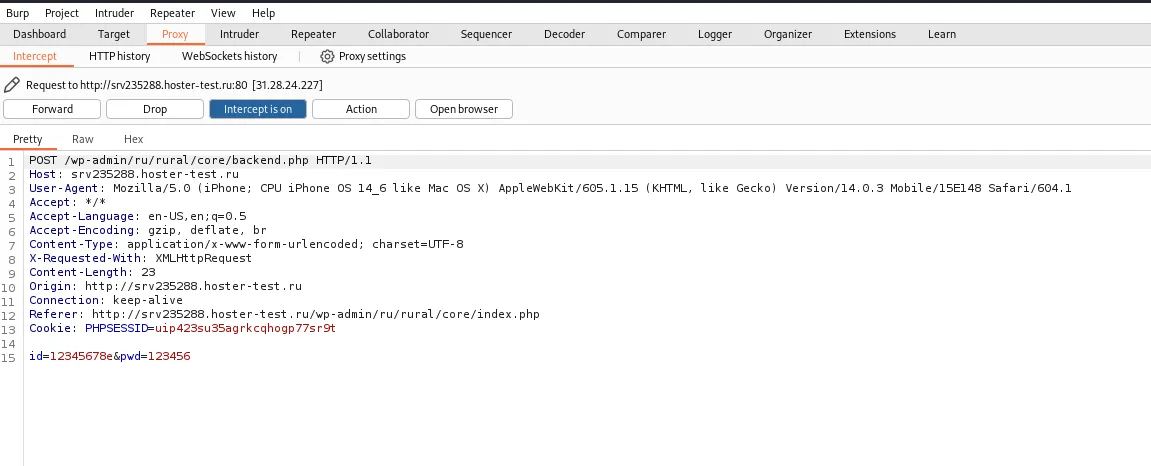 Burp Project Intruder Repeater View Help
Dashboard Target Proxy Intruder Repeater Collaborator Sequencer Decoder Comparer Logger Organizer Extensions Learn
Intercept HTTP history WebSockets history Proxy settings
Request to http://srv235288.hoster-test.ru:80 [31.28.24.227]
Forward Drop Intercept is on Action Open browser
Pretty Raw Hex
1 POST /wp-admin/ru/rural/core/backend.php HTTP/1.1
2 Host: srv235288.hoster-test.ru
3 User-Agent: Mozilla/5.0 (iPhone; CPU iPhone OS 14_6 like Mac OS X) AppleWebKit/605.1.15 (KHTML, like Gecko) Version/14.0.3 Mobile/15E148 Safari/604.1
4 Accept: */*
5 Accept-Language: en-US,en;q=0.5
6 Accept-Encoding: gzip, deflate, br
7 Content-Type: application/x-www-form-urlencoded; charset=UTF-8
8 X-Requested-With: XMLHttpRequest
9 Content-Length: 23
10 Origin: http://srv235288.hoster-test.ru
11 Connection: keep-alive
12 Referer: http://srv235288.hoster-test.ru/wp-admin/ru/rural/core/index.php
13 Cookie: PHPSESSID=uip423su35agrkcqhogp77sr9t
14
15 id=12345678e&pwd=123456